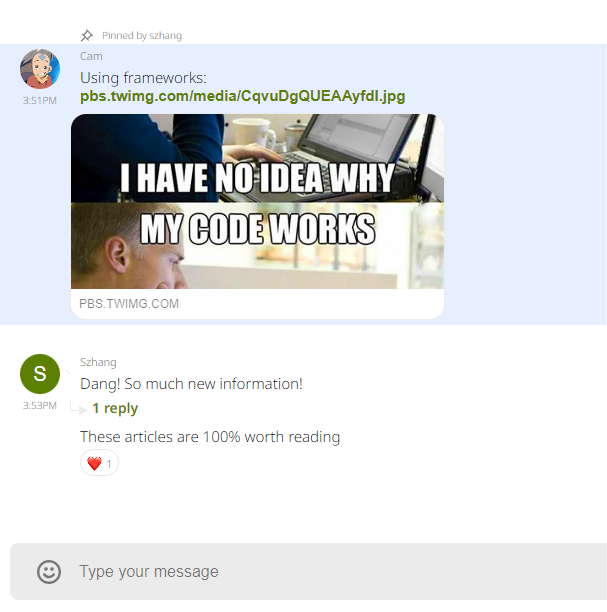 Pinned by szhang
Cam
Using frameworks:
pbs.twimg.com/media/CqvuDgQUEAAyfdI.jpg
3:51PM
I HAVE NO IDEA WHY
MY CODE WORKS
PBS.TWIMG.COM
S
Szhang
Dang! So much new information!
3:53PM
1 reply
These articles are 100% worth reading
1
Type your message